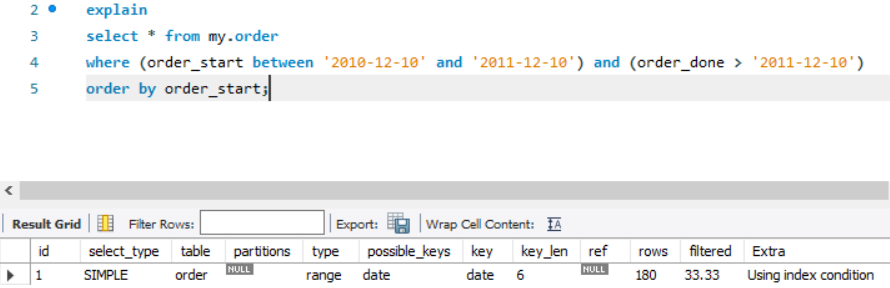 2 explain
3 select * from my.order
4 where (order_start between '2010-12-10' and '2011-12-10') and (order_done > '2011-12-10')
5 order by order_start;
<
Result Grid Filter Rows: Export: Wrap Cell Content: IA
id select_type table partitions type possible_keys key key_len ref rows filtered Extra
1 SIMPLE order NULL range date date 6 NULL 180 33.33 Using index condition